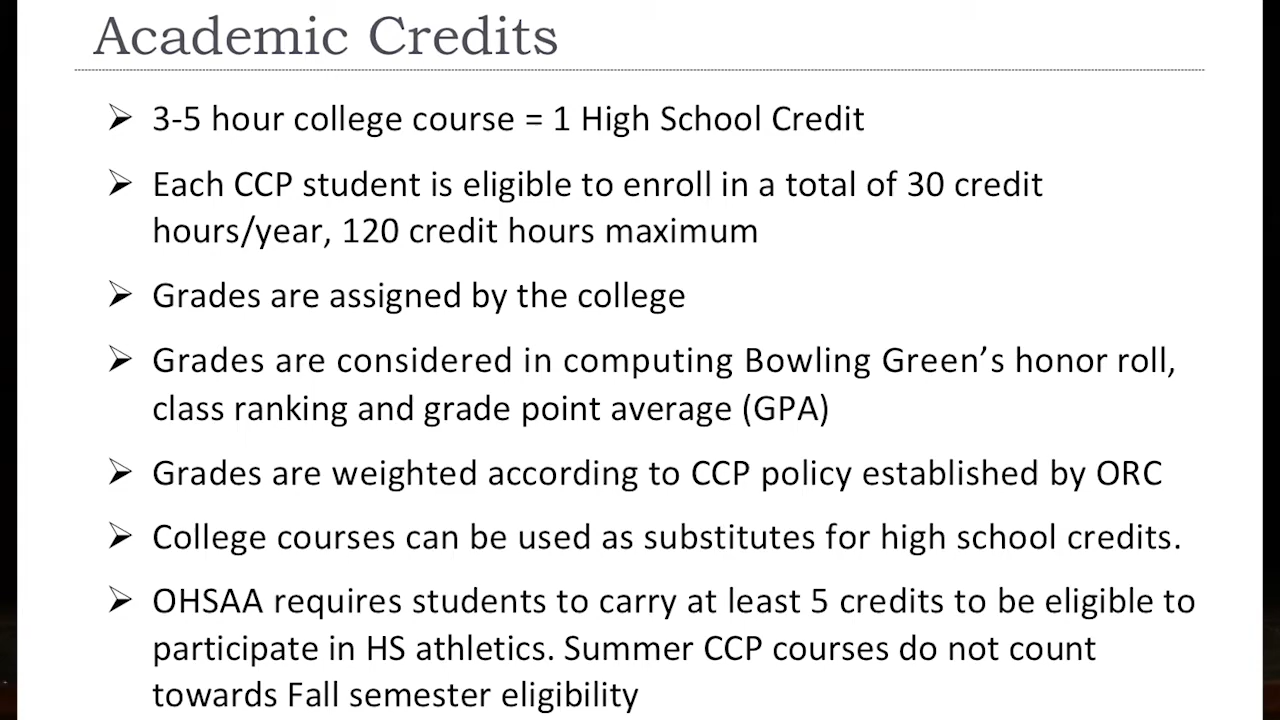 Academic Credits
➢ 3-5 hour college course = 1 High School Credit
➢ Each CCP student is eligible to enroll in a total of 30 credit
hours/year, 120 credit hours maximum
➢ Grades are assigned by the college
➢ Grades are considered in computing Bowling Green’s honor roll,
class ranking and grade point average (GPA)
➢ Grades are weighted according to CCP policy established by ORC
➢ College courses can be used as substitutes for high school credits.
➢ OHSAA requires students to carry at least 5 credits to be eligible to
participate in HS athletics. Summer CCP courses do not count
towards Fall semester eligibility